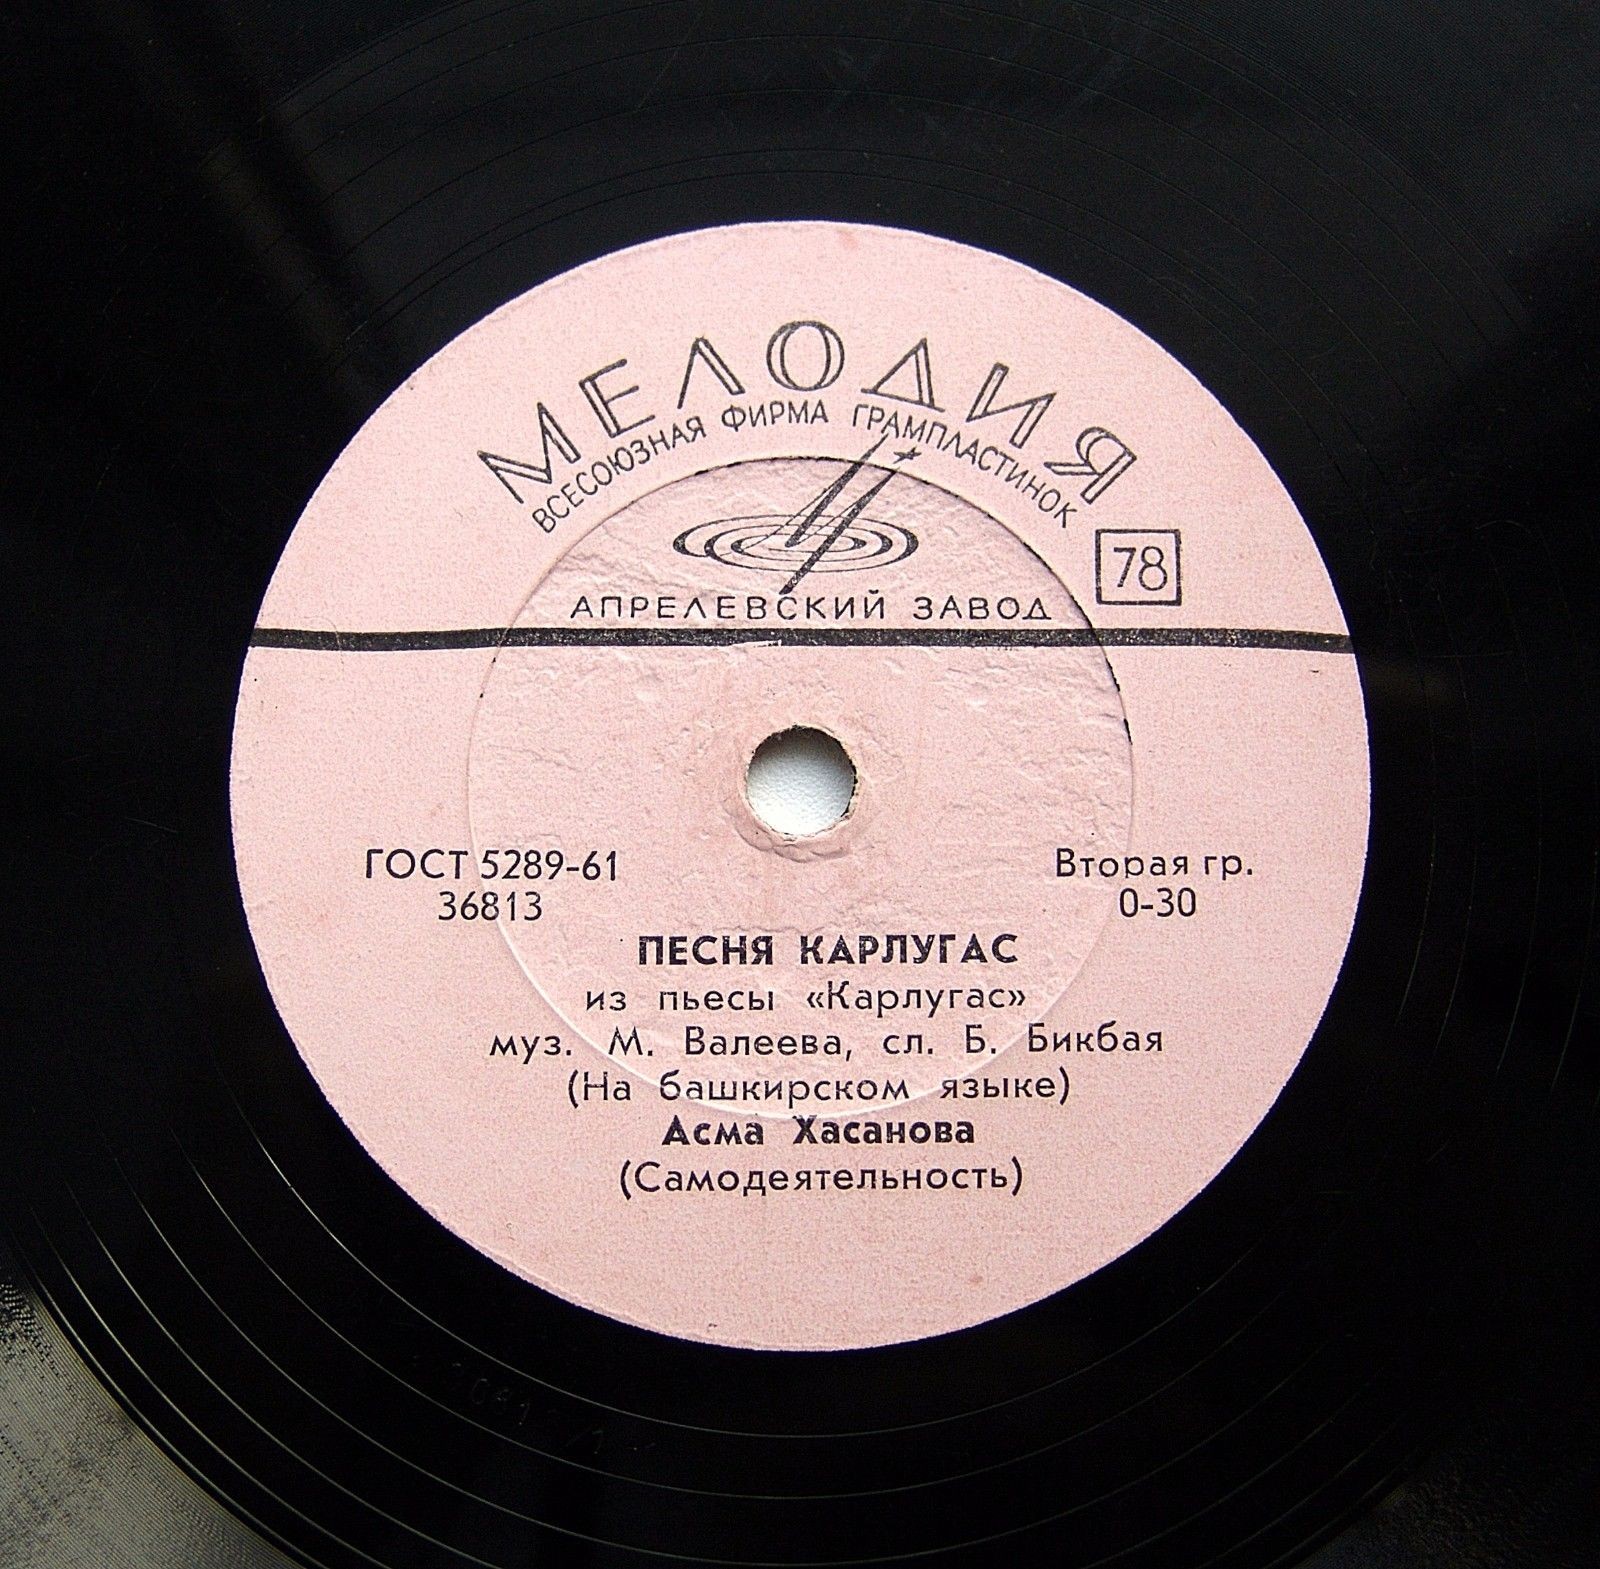 МЕЛОДИЯ
ВСЕСОЮЗНАЯ ФИРМА ГРАМПЛАСТИНОК
78
АПРЕЛЕВСКИЙ ЗАВОД
ГОСТ 5289-61
36813
Вторая гр.
0-30
ПЕСНЯ КАРЛУГАС
из пьесы «Карлугас»
муз. М. Валеева, сл. Б. Бикбая
(На башкирском языке)
Асма Хасанова
(Самодеятельность)